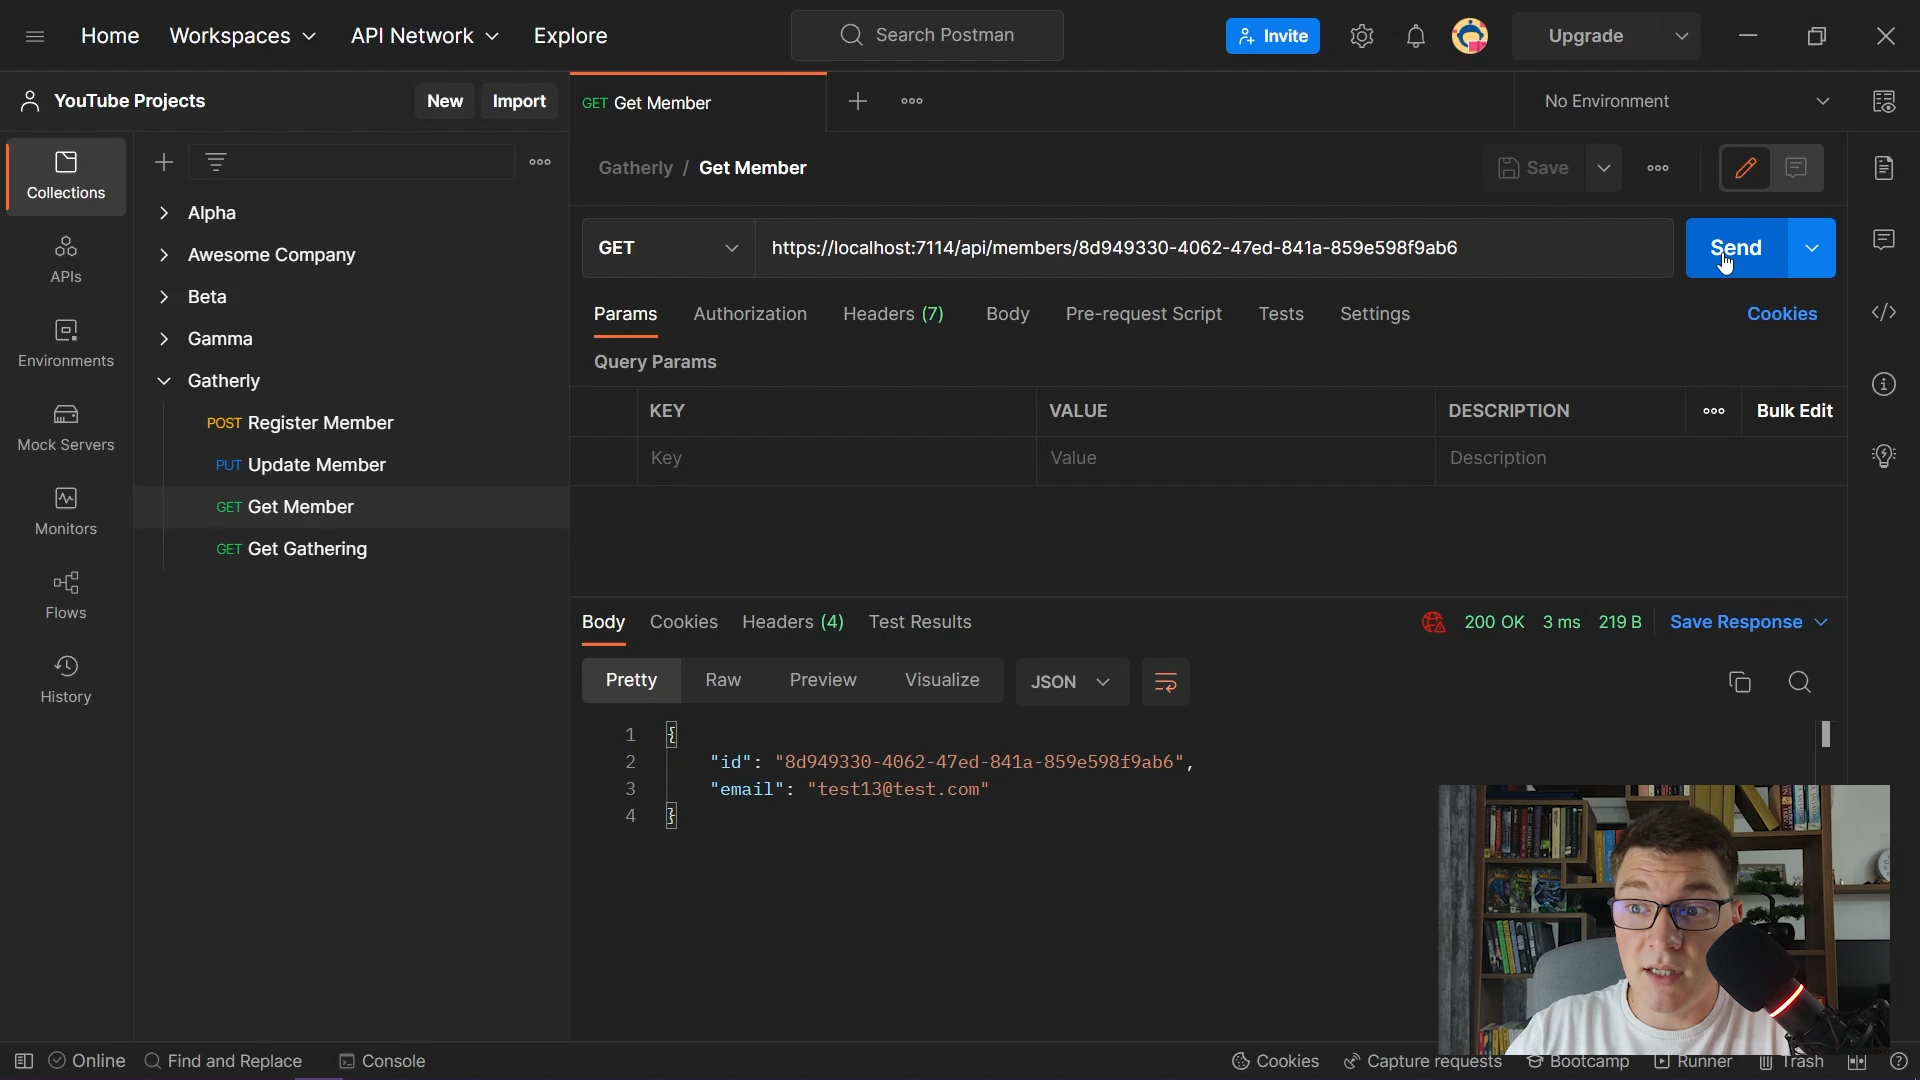 Home Workspaces API Network Explore Search Postman Invite Upgrade
YouTube Projects New Import GET Get Member No Environment
Gatherly / Get Member Save
Collections
APIs
Environments
Mock Servers
Monitors
Flows
History
Alpha
Awesome Company
Beta
Gamma
Gatherly
POST Register Member
PUT Update Member
GET Get Member
GET Get Gathering
GET https://localhost:7114/api/members/8d949330-4062-47ed-841a-859e598f9ab6 Send
Params Authorization Headers (7) Body Pre-request Script Tests Settings Cookies
Query Params
KEY VALUE DESCRIPTION Bulk Edit
Key Value Description
Body Cookies Headers (4) Test Results 200 OK 3 ms 219 B Save Response
Pretty Raw Preview Visualize JSON
1 {
2 "id": "8d949330-4062-47ed-841a-859e598f9ab6",
3 "email": "test13@test.com"
4 }
Online Find and Replace Console Cookies Capture requests Bootcamp Runner Trash